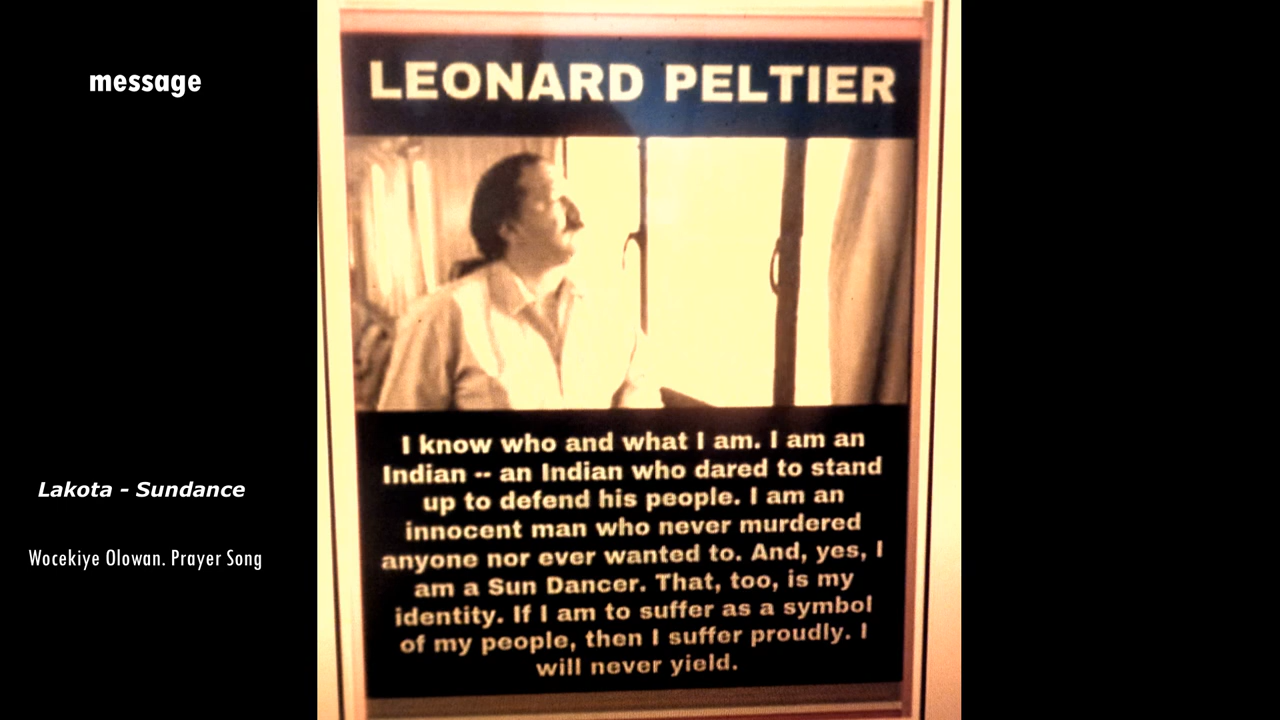 message
Lakota - Sundance
Wocekiye Olowan. Prayer Song
LEONARD PELTIER
I know who and what I am. I am an
Indian -- an Indian who dared to stand
up to defend his people. I am an
innocent man who never murdered
anyone nor ever wanted to. And, yes, I
am a Sun Dancer. That, too, is my
identity. If I am to suffer as a symbol
of my people, then I suffer proudly. I
will never yield.